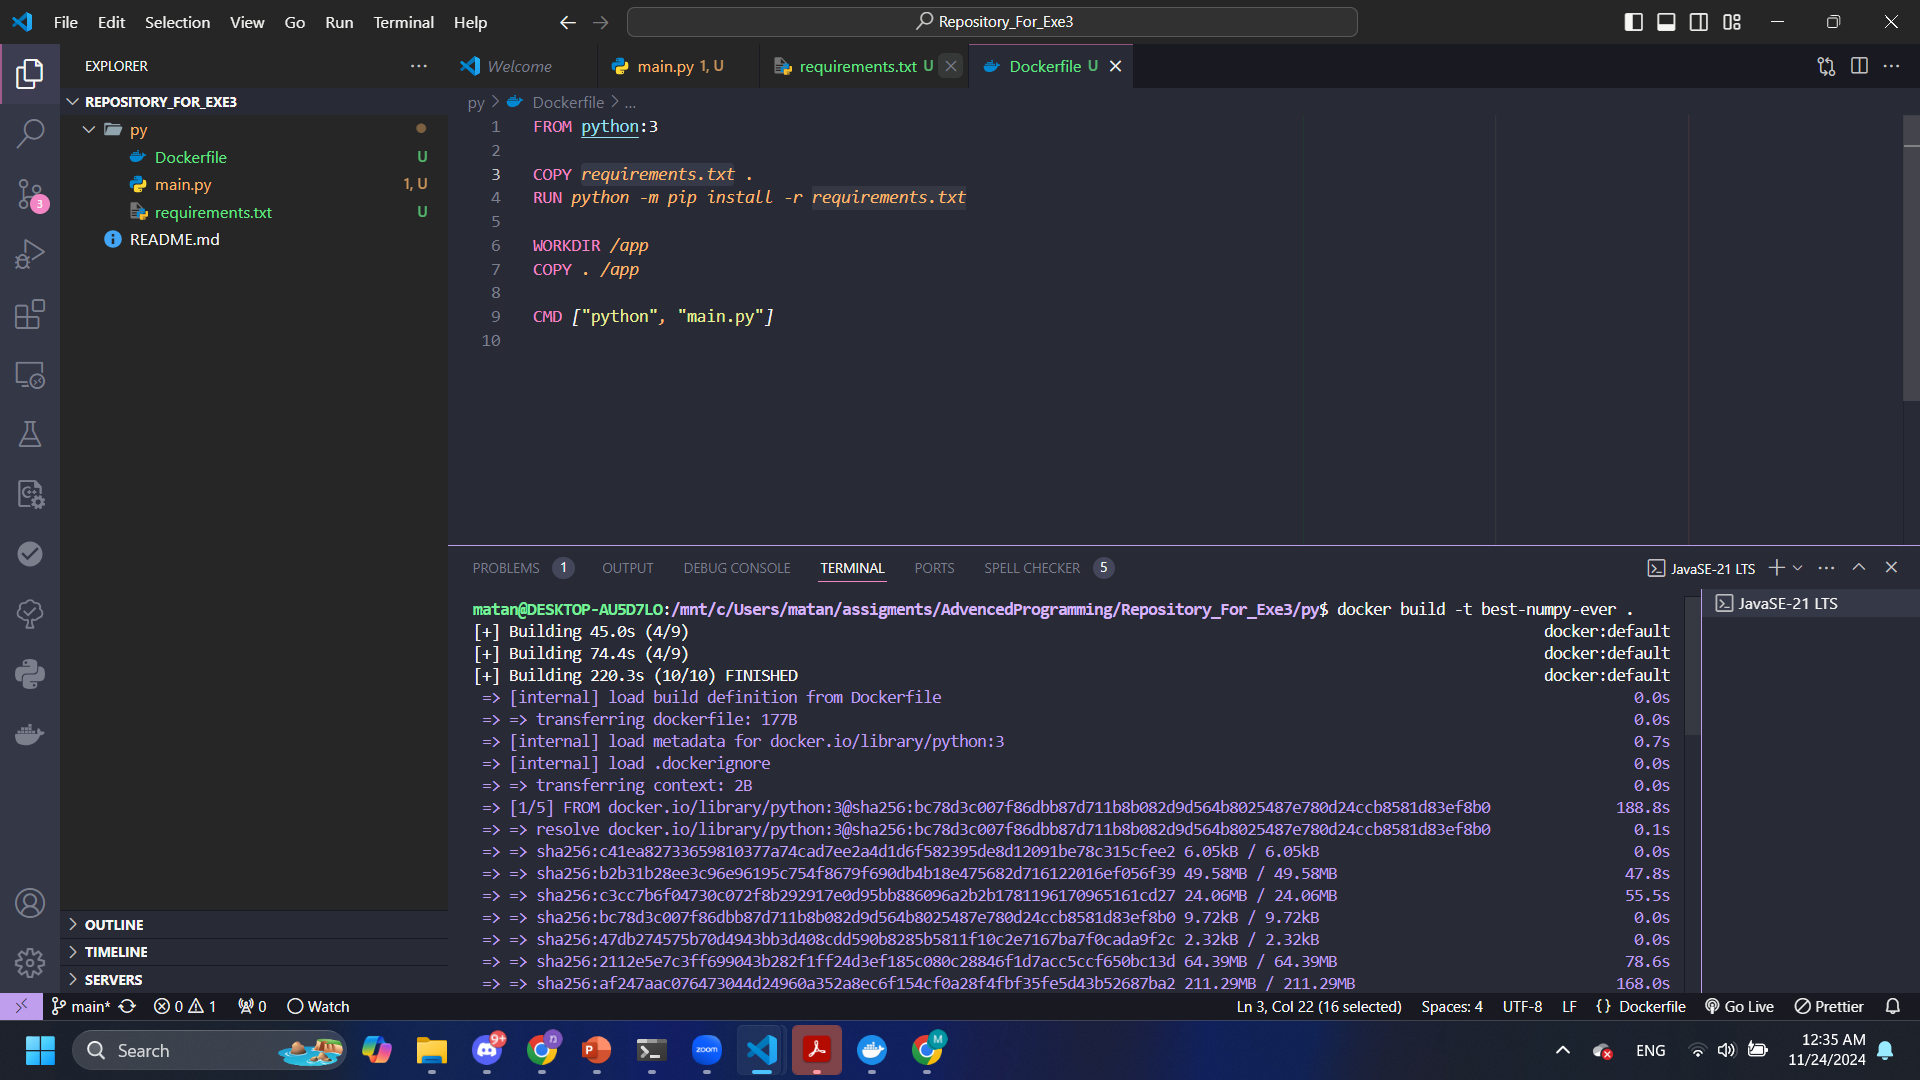 File Edit Selection View Go Run Terminal Help
Repository_For_Exe3
EXPLORER
REPOSITORY_FOR_EXE3
py
Dockerfile U
main.py 1, U
requirements.txt U
README.md
OUTLINE
TIMELINE
SERVERS
3
Welcome
main.py 1, U
requirements.txt U
Dockerfile U
py > Dockerfile > ...
1 FROM python:3
2
3 COPY requirements.txt .
4 RUN python -m pip install -r requirements.txt
5
6 WORKDIR /app
7 COPY . /app
8
9 CMD ["python", "main.py"]
10
PROBLEMS 1 OUTPUT DEBUG CONSOLE TERMINAL PORTS SPELL CHECKER 5
JavaSE-21 LTS
JavaSE-21 LTS
matan@DESKTOP-AU5D7LO:/mnt/c/Users/matan/assigments/AdvencedProgramming/Repository_For_Exe3/py$ docker build -t best-numpy-ever .
[+] Building 45.0s (4/9) docker:default
[+] Building 74.4s (4/9) docker:default
[+] Building 220.3s (10/10) FINISHED docker:default
=> [internal] load build definition from Dockerfile 0.0s
=> => transferring dockerfile: 177B 0.0s
=> [internal] load metadata for docker.io/library/python:3 0.7s
=> [internal] load .dockerignore 0.0s
=> => transferring context: 2B 0.0s
=> [1/5] FROM docker.io/library/python:3@sha256:bc78d3c007f86dbb87d711b8b082d9d564b8025487e780d24ccb8581d83ef8b0 188.8s
=> => resolve docker.io/library/python:3@sha256:bc78d3c007f86dbb87d711b8b082d9d564b8025487e780d24ccb8581d83ef8b0 0.1s
=> => sha256:c41ea82733659810377a74cad7ee2a4d1d6f582395de8d12091be78c315cfee2 6.05kB / 6.05kB 0.0s
=> => sha256:b2b31b28ee3c96e96195c754f8679f690db4b18e475682d716122016ef056f39 49.58MB / 49.58MB 47.8s
=> => sha256:c3cc7b6f04730c072f8b292917e0d95bb886096a2b2b1781196170965161cd27 24.06MB / 24.06MB 55.5s
=> => sha256:bc78d3c007f86dbb87d711b8b082d9d564b8025487e780d24ccb8581d83ef8b0 9.72kB / 9.72kB 0.0s
=> => sha256:47db274575b70d4943bb3d408cdd590b8285b5811f10c2e7167ba7f0cada9f2c 2.32kB / 2.32kB 0.0s
=> => sha256:2112e5e7c3ff699043b282f1ff24d3ef185c080c28846f1d7acc5ccf650bc13d 64.39MB / 64.39MB 78.6s
=> => sha256:af247aac076473044d24960a352a8ec6f154cf0a28f4fbf35fe5d43b52687ba2 211.29MB / 211.29MB 168.0s
main* 0 1 0 Watch
Ln 3, Col 22 (16 selected) Spaces: 4 UTF-8 LF {} Dockerfile Go Live Prettier
Search
9+
n
zoom
M
ENG
12:35 AM
11/24/2024